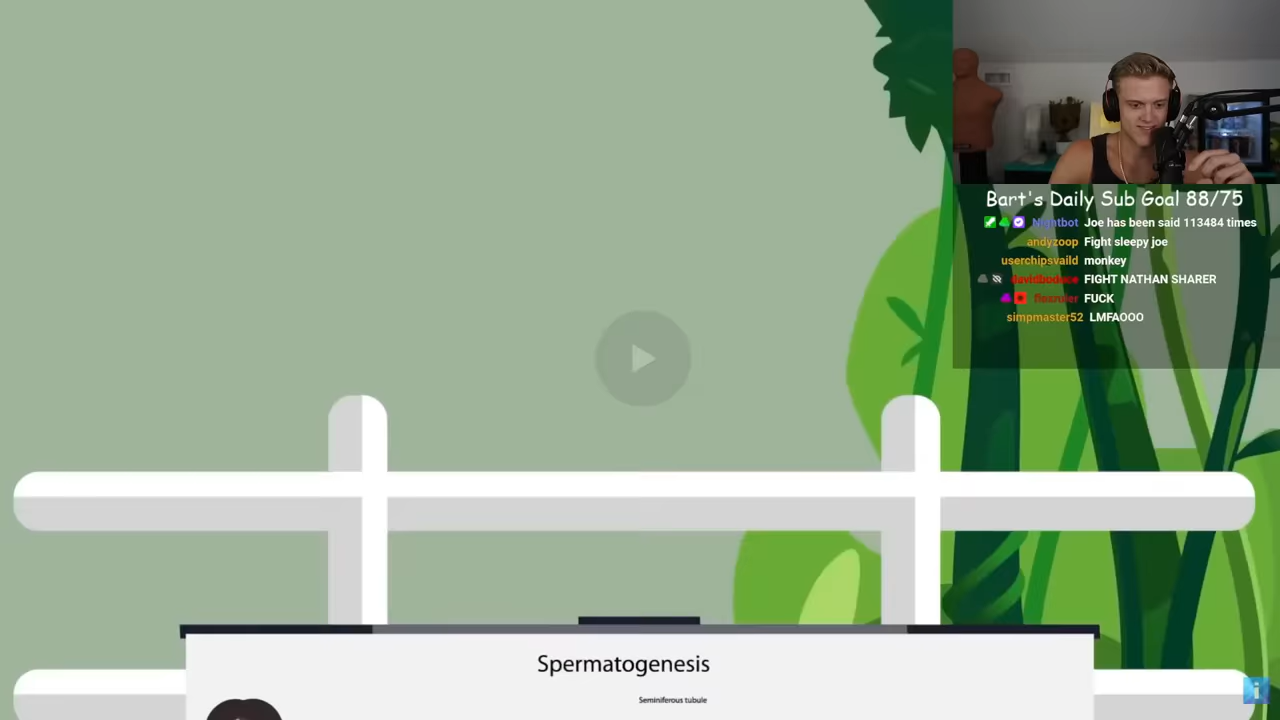 Bart's Daily Sub Goal 88/75
Nightbot Joe has been said 113484 times
andyzoop Fight sleepy joe
userchipsvaild monkey
FIGHT NATHAN SHARER
FUCK
simpmaster52 LMFAOOO
Spermatogenesis
Seminiferous tubule